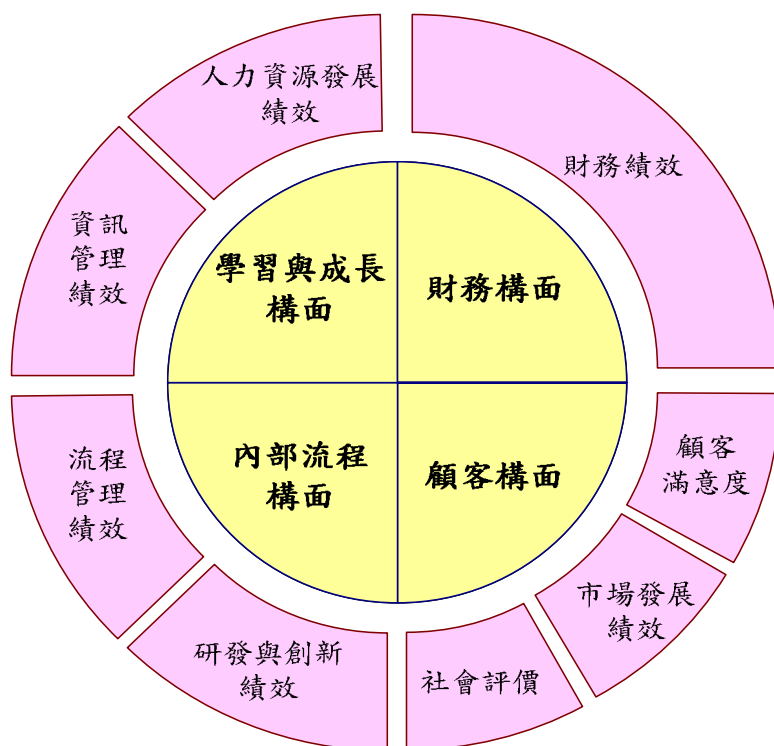 人力資源發展
績效
財務績效
資訊
管理
績效
學習與成長
構面
財務構面
流程
管理
績效
內部流程
構面
顧客構面
顧客
滿意度
市場發展
績效
研發與創新
績效
社會評價